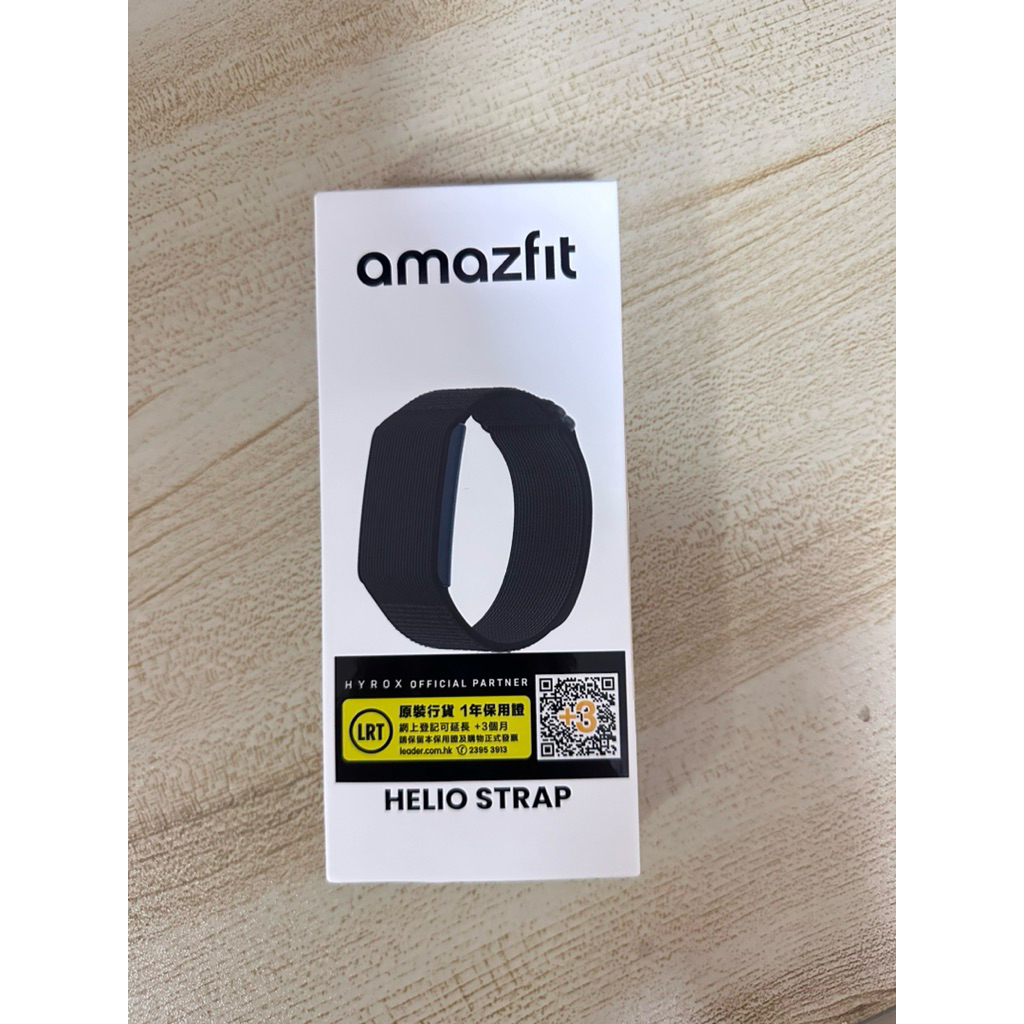 amazfit
HYROX OFFICIAL PARTNER
LRT
原裝行貨 1年保用證
網上登記可延長 +3個月
請保留本保用證及購物正式發票
leader.com.hk ✆ 2395 3913
+3
HELIO STRAP